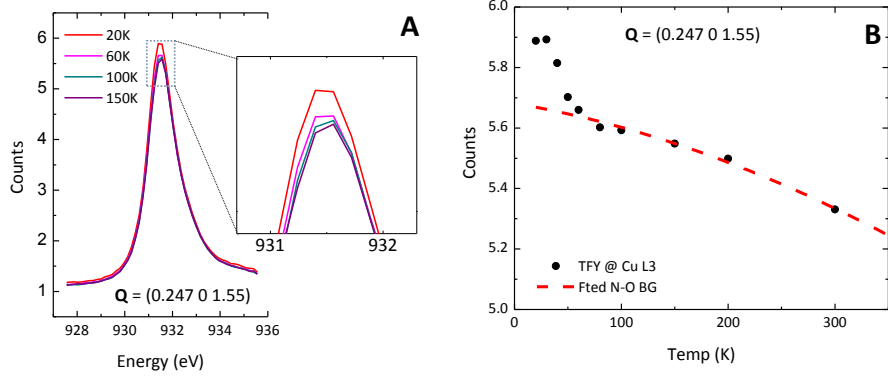 A
20K
60K
100K
150K
6
5
4
3
2
1
Counts
931
932
Q = (0.247 0 1.55)
928
930
932
934
936
Energy (eV)
B
Q = (0.247 0 1.55)
6.0
5.8
5.6
5.4
5.2
5.0
Counts
TFY @ Cu L3
Fted N-O BG
0
100
200
300
Temp (K)